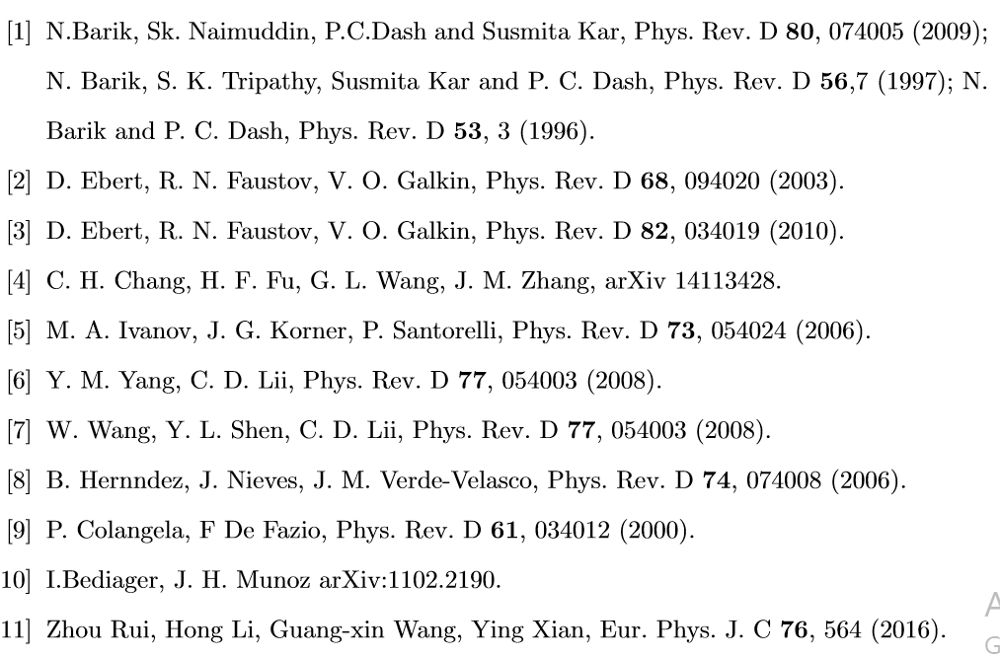 [1] N.Barik, Sk. Naimuddin, P.C.Dash and Susmita Kar, Phys. Rev. D 80, 074005 (2009);
N. Barik, S. K. Tripathy, Susmita Kar and P. C. Dash, Phys. Rev. D 56,7 (1997); N.
Barik and P. C. Dash, Phys. Rev. D 53, 3 (1996).
[2] D. Ebert, R. N. Faustov, V. O. Galkin, Phys. Rev. D 68, 094020 (2003).
[3] D. Ebert, R. N. Faustov, V. O. Galkin, Phys. Rev. D 82, 034019 (2010).
[4] C. H. Chang, H. F. Fu, G. L. Wang, J. M. Zhang, arXiv 14113428.
[5] M. A. Ivanov, J. G. Korner, P. Santorelli, Phys. Rev. D 73, 054024 (2006).
[6] Y. M. Yang, C. D. Lii, Phys. Rev. D 77, 054003 (2008).
[7] W. Wang, Y. L. Shen, C. D. Lii, Phys. Rev. D 77, 054003 (2008).
[8] B. Hernndez, J. Nieves, J. M. Verde-Velasco, Phys. Rev. D 74, 074008 (2006).
[9] P. Colangela, F De Fazio, Phys. Rev. D 61, 034012 (2000).
10] I.Bediager, J. H. Munoz arXiv:1102.2190.
11] Zhou Rui, Hong Li, Guang-xin Wang, Ying Xian, Eur. Phys. J. C 76, 564 (2016).